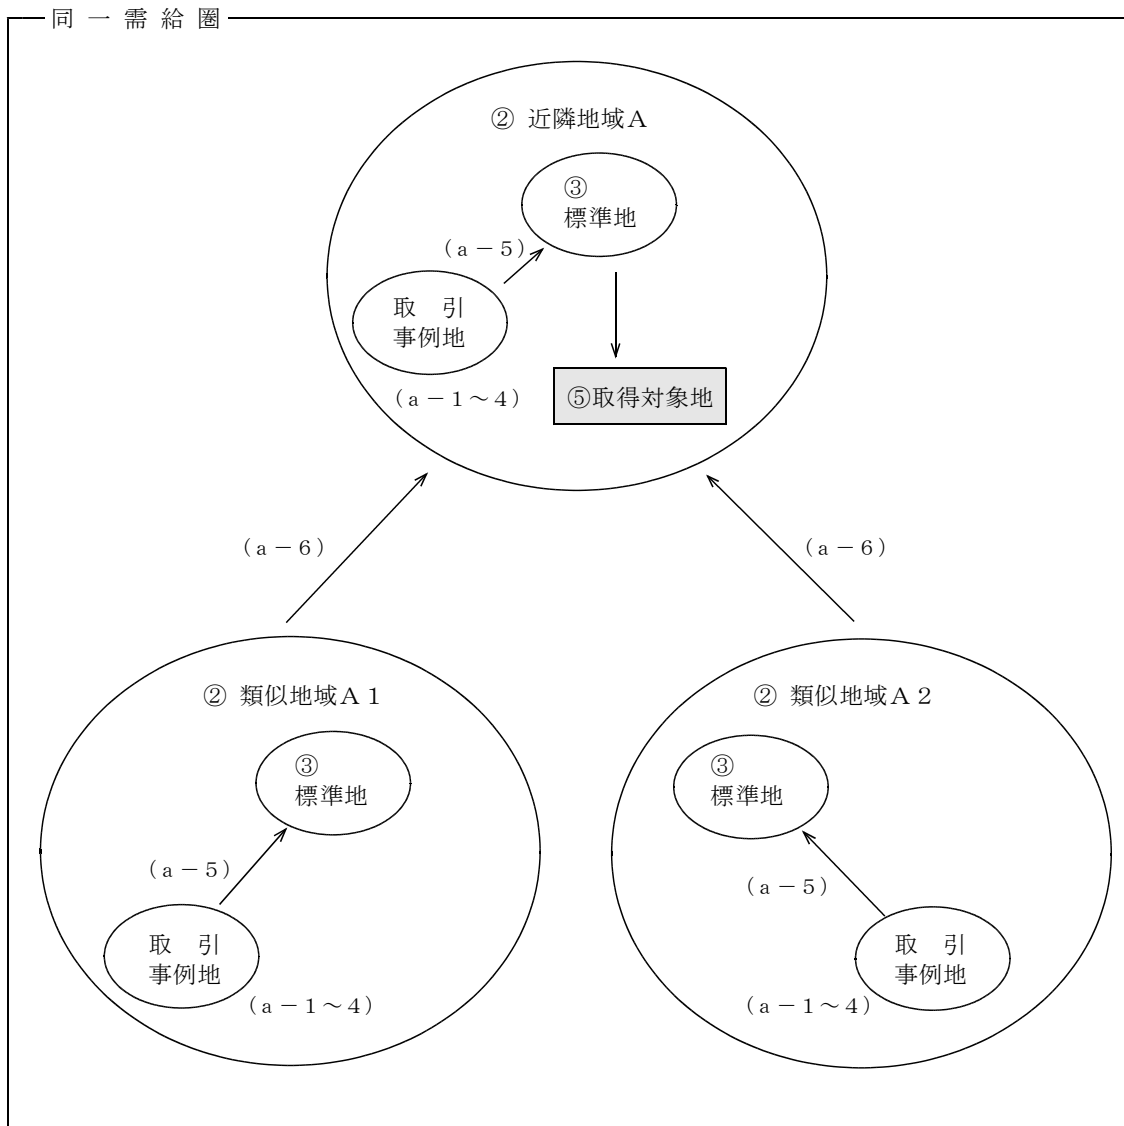 同一需給圏
② 近隣地域A
③
標準地
(a－5)
取　引
事例地
(a－1～4)
⑤取得対象地
(a－6)
(a－6)
② 類似地域A1
③
標準地
(a－5)
取　引
事例地
(a－1～4)
② 類似地域A2
③
標準地
(a－5)
取　引
事例地
(a－1～4)